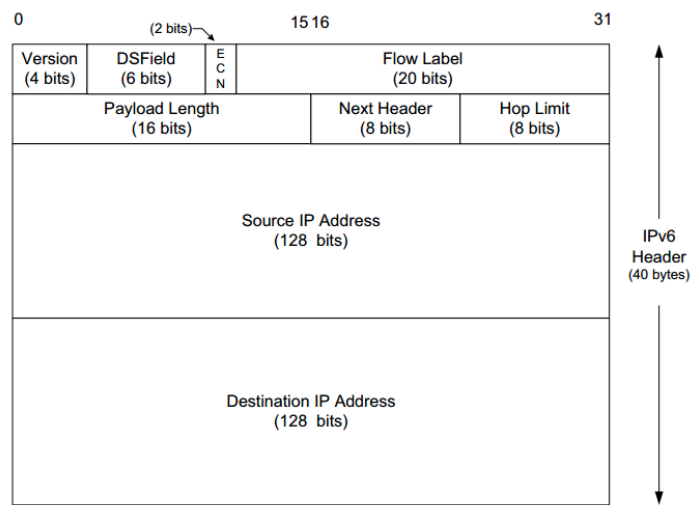 0
(2 bits)
15 16
31
Version
(4 bits)
DSField
(6 bits)
E
C
N
Flow Label
(20 bits)
Payload Length
(16 bits)
Next Header
(8 bits)
Hop Limit
(8 bits)
Source IP Address
(128 bits)
IPv6
Header
(40 bytes)
Destination IP Address
(128 bits)